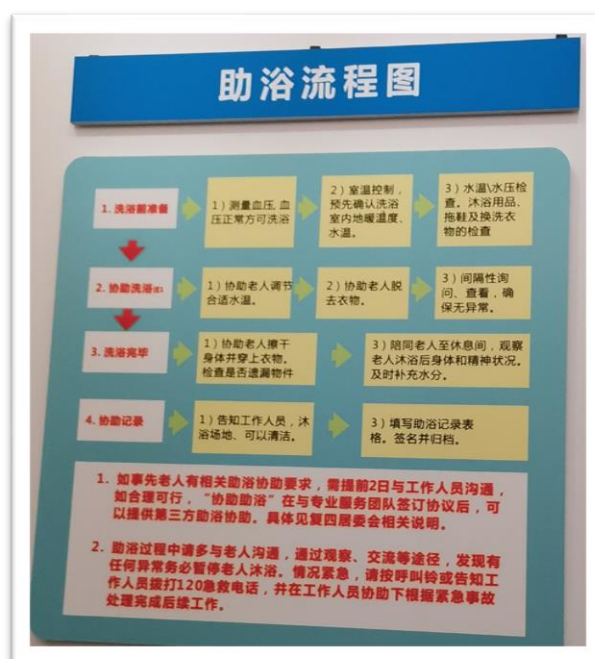 助浴流程图
1. 洗浴前准备
1）测量血压, 血
压正常方可洗浴
2）室温控制，
预先确认洗浴
室内地暖温度、
水温。
3）水温\水压检
查。沐浴用品、
拖鞋及换洗衣
物的检查
2. 协助洗浴注1
1）协助老人调节
合适水温。
2）协助老人脱
去衣物。
3）间隔性询
问、查看，确
保无异常。
3. 洗浴完毕
1）协助老人擦干
身体并穿上衣物。
检查是否遗漏物件
3）陪同老人至休息间，观察
老人沐浴后身体和精神状况。
及时补充水分。
4. 协助记录
1）告知工作人员，沐
浴场地、可以清洁。
3）填写助浴记录表
格。签名并归档。
1. 如事先老人有相关助浴协助要求，需提前2日与工作人员沟通，
如合理可行，“协助助浴”在与专业服务团队签订协议后，可
以提供第三方助浴协助。具体见复四居委会相关说明。
2. 助浴过程中请多与老人沟通，通过观察、交流等途径，发现有
任何异常务必暂停老人沐浴。情况紧急，请按呼叫铃或告知工
作人员拨打120急救电话，并在工作人员协助下根据紧急事故
处理完成后续工作。